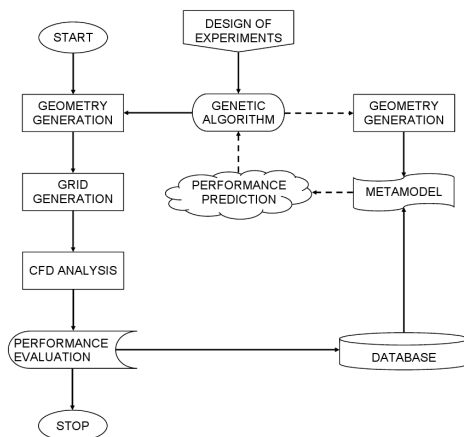 DESIGN OF
EXPERIMENTS
START
GEOMETRY
GENERATION
GENETIC
ALGORITHM
GEOMETRY
GENERATION
GRID
GENERATION
PERFORMANCE
PREDICTION
METAMODEL
CFD ANALYSIS
PERFORMANCE
EVALUATION
DATABASE
STOP